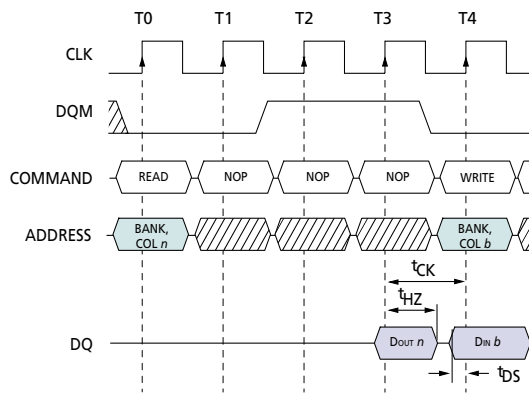 T0 T1 T2 T3 T4
CLK
DQM
COMMAND READ NOP NOP NOP WRITE
ADDRESS BANK, COL n BANK, COL b
tCK
tHZ
DQ DOUT n DIN b
tDS